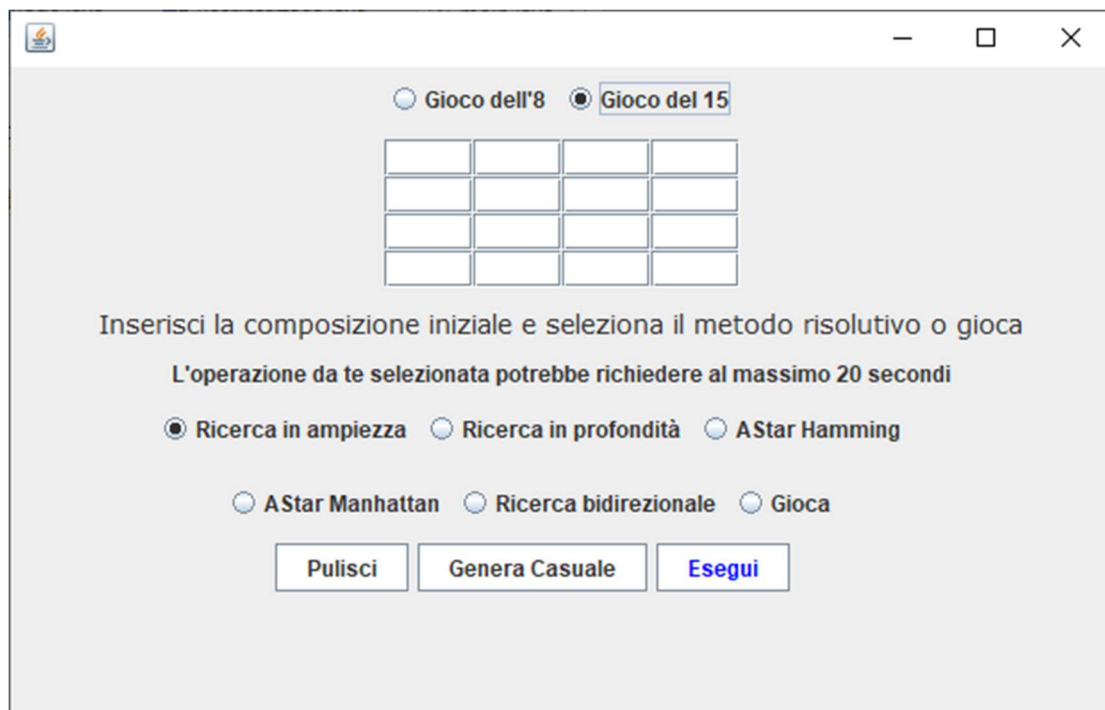 Gioco dell'8 Gioco del 15
Inserisci la composizione iniziale e seleziona il metodo risolutivo o gioca
L'operazione da te selezionata potrebbe richiedere al massimo 20 secondi
Ricerca in ampiezza Ricerca in profondità AStar Hamming
AStar Manhattan Ricerca bidirezionale Gioca
Pulisci Genera Casuale Esegui